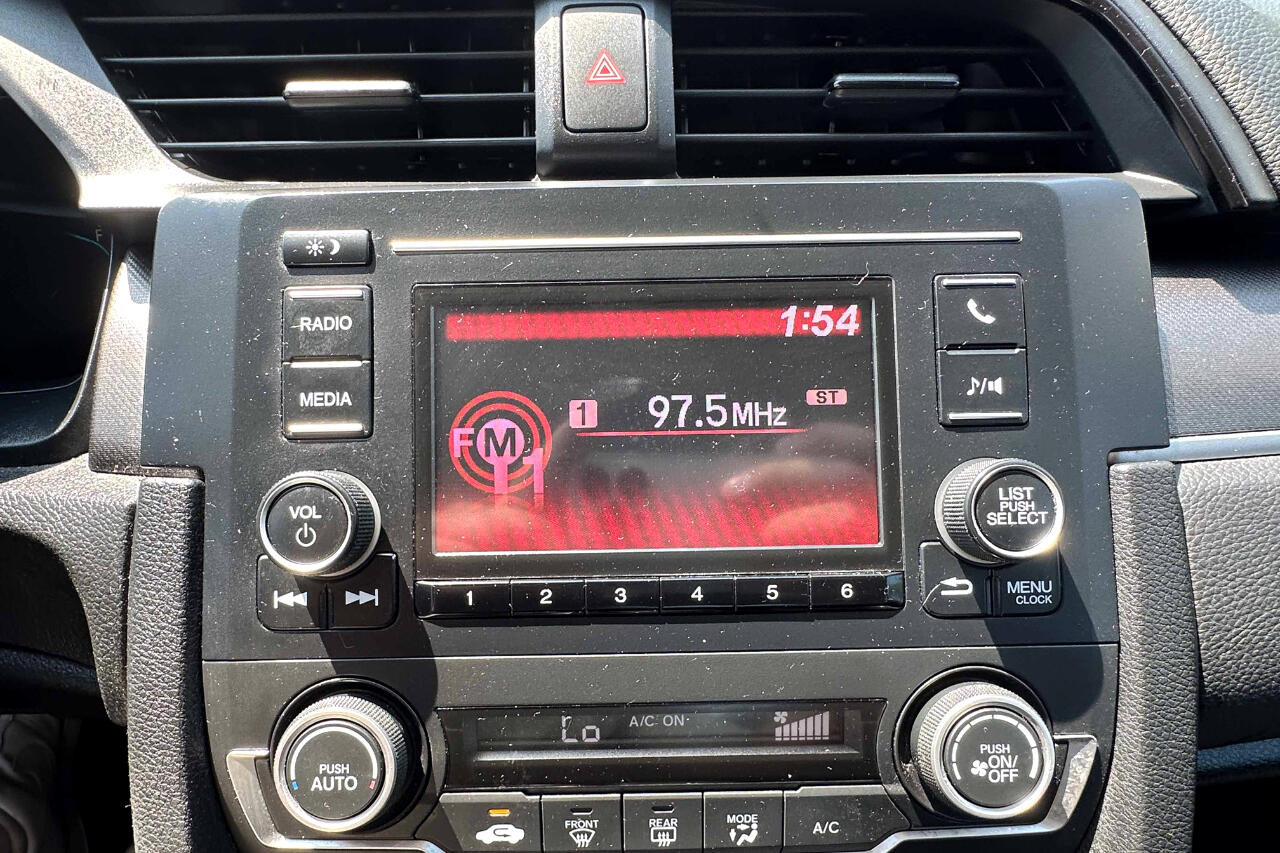 F
RADIO
MEDIA
1:54
1
97.5MHz
ST
FM
1
VOL
LIST
PUSH
SELECT
1 2 3 4 5 6
MENU
CLOCK
Lo
A/C ON
PUSH
AUTO
PUSH
ON/
OFF
FRONT
REAR
MODE
A/C